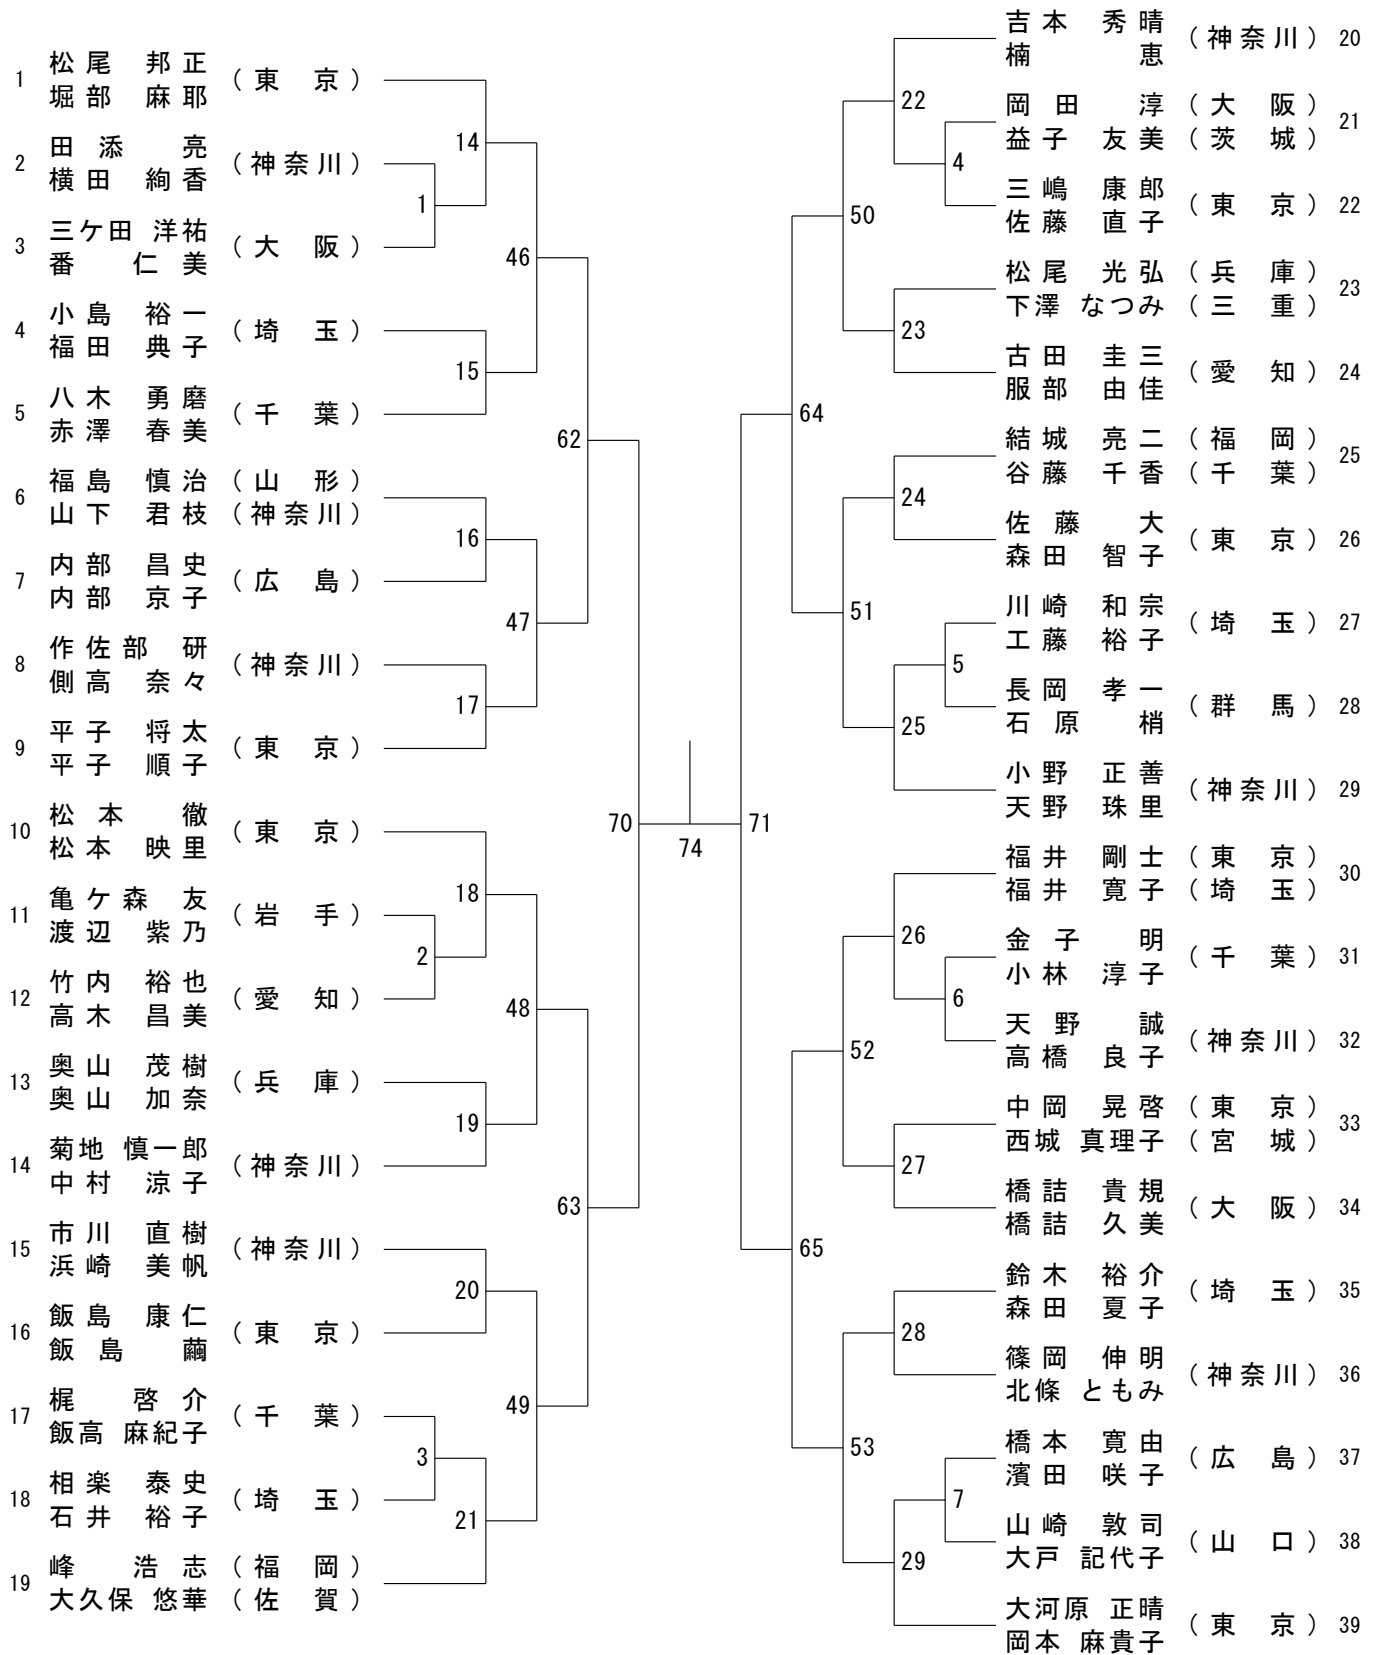 1 松尾 邦正 (東 京)
堀部 麻耶
2 田添 亮 (神奈川)
横田 絢香
3 三ケ田 洋祐 (大 阪)
番 仁美
4 小島 裕一 (埼 玉)
福田 典子
5 八木 勇磨 (千 葉)
赤澤 春美
6 福島 慎治 (山 形)
山下 君枝 (神奈川)
7 内部 昌史 (広 島)
内部 京子
8 作佐部 研 (神奈川)
側高 奈々
9 平子 将太 (東 京)
平子 順子
10 松本 徹 (東 京)
松本 映里
11 亀ケ森 友 (岩 手)
渡辺 紫乃
12 竹内 裕也 (愛 知)
高木 昌美
13 奥山 茂樹 (兵 庫)
奥山 加奈
14 菊地 慎一郎 (神奈川)
中村 涼子
15 市川 直樹 (神奈川)
浜崎 美帆
16 飯島 康仁 (東 京)
飯島 繭
17 梶 啓介 (千 葉)
飯高 麻紀子
18 相楽 泰史 (埼 玉)
石井 裕子
19 峰 浩志 (福 岡)
大久保 悠華 (佐 賀)
14
1
46
15
62
16
47
17
18
2
48
19
63
20
49
3
21
70
74
71
22
4
50
23
64
24
51
5
25
26
6
52
27
65
28
53
7
29
吉本 秀晴 (神奈川) 20
楠 恵
岡田 淳 (大 阪) 21
益子 友美 (茨 城)
三嶋 康郎 (東 京) 22
佐藤 直子
松尾 光弘 (兵 庫) 23
下澤 なつみ (三 重)
古田 圭三 (愛 知) 24
服部 由佳
結城 亮二 (福 岡) 25
谷藤 千香 (千 葉)
佐藤 大 (東 京) 26
森田 智子
川崎 和宗 (埼 玉) 27
工藤 裕子
長岡 孝一 (群 馬) 28
石原 梢
小野 正善 (神奈川) 29
天野 珠里
福井 剛士 (東 京) 30
福井 寛子 (埼 玉)
金子 明 (千 葉) 31
小林 淳子
天野 誠 (神奈川) 32
高橋 良子
中岡 晃啓 (東 京) 33
西城 真理子 (宮 城)
橋詰 貴規 (大 阪) 34
橋詰 久美
鈴木 裕介 (埼 玉) 35
森田 夏子
篠岡 伸明 (神奈川) 36
北條 ともみ
橋本 寛由 (広 島) 37
濱田 咲子
山崎 敦司 (山 口) 38
大戸 記代子
大河原 正晴 (東 京) 39
岡本 麻貴子